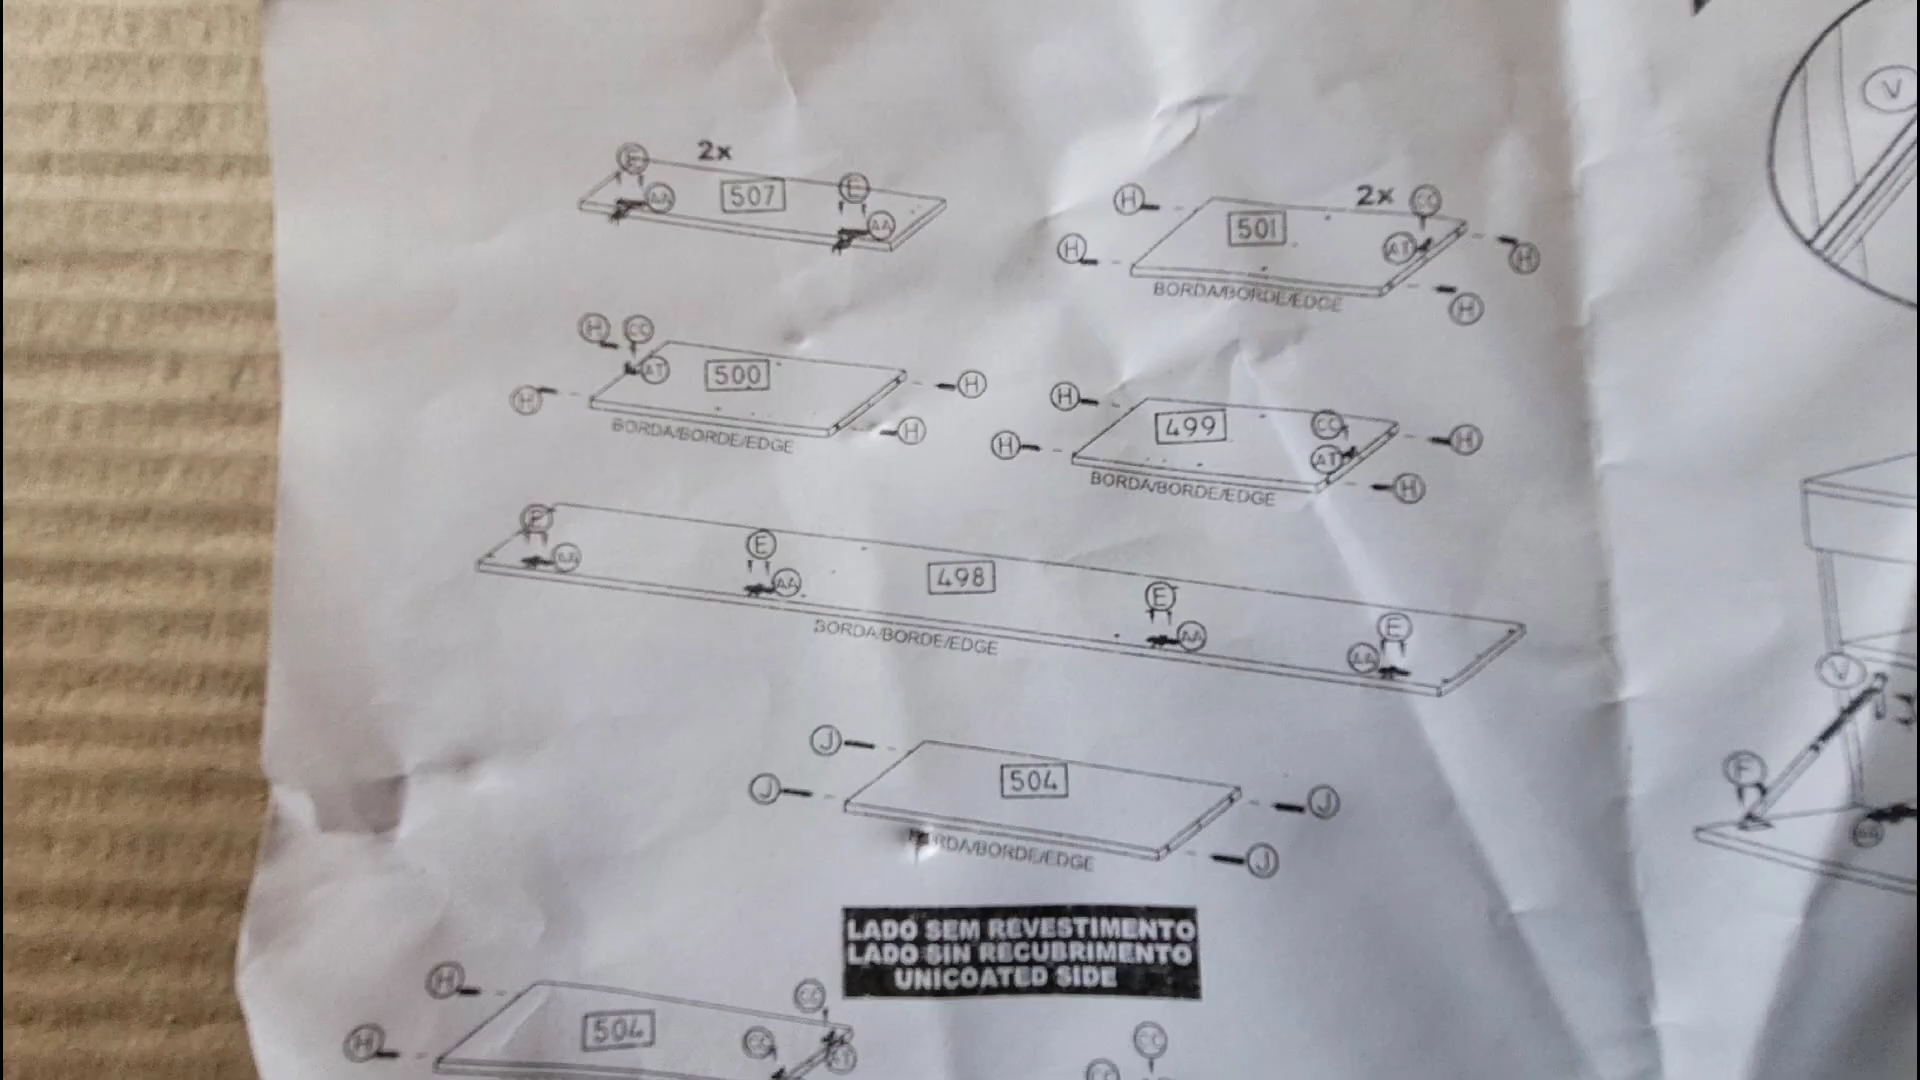 E 2x
507 E
AA
AA
H 2x CC
501
H AT H
BORDA/BORDE/EDGE H
H CC
AT 500 H
H
H
BORDA/BORDE/EDGE
H
499 CC
H AT H
H
BORDA/BORDE/EDGE
E
AA
E
AA
498
E
AA
E
AA
BORDA/BORDE/EDGE
J
504
J J
BORDA/BORDE/EDGE J
LADO SEM REVESTIMENTO
LADO SIN RECUBRIMENTO
UNICOATED SIDE
H
CC
504
H CC
AT
CC
CC
V
V
F
AA